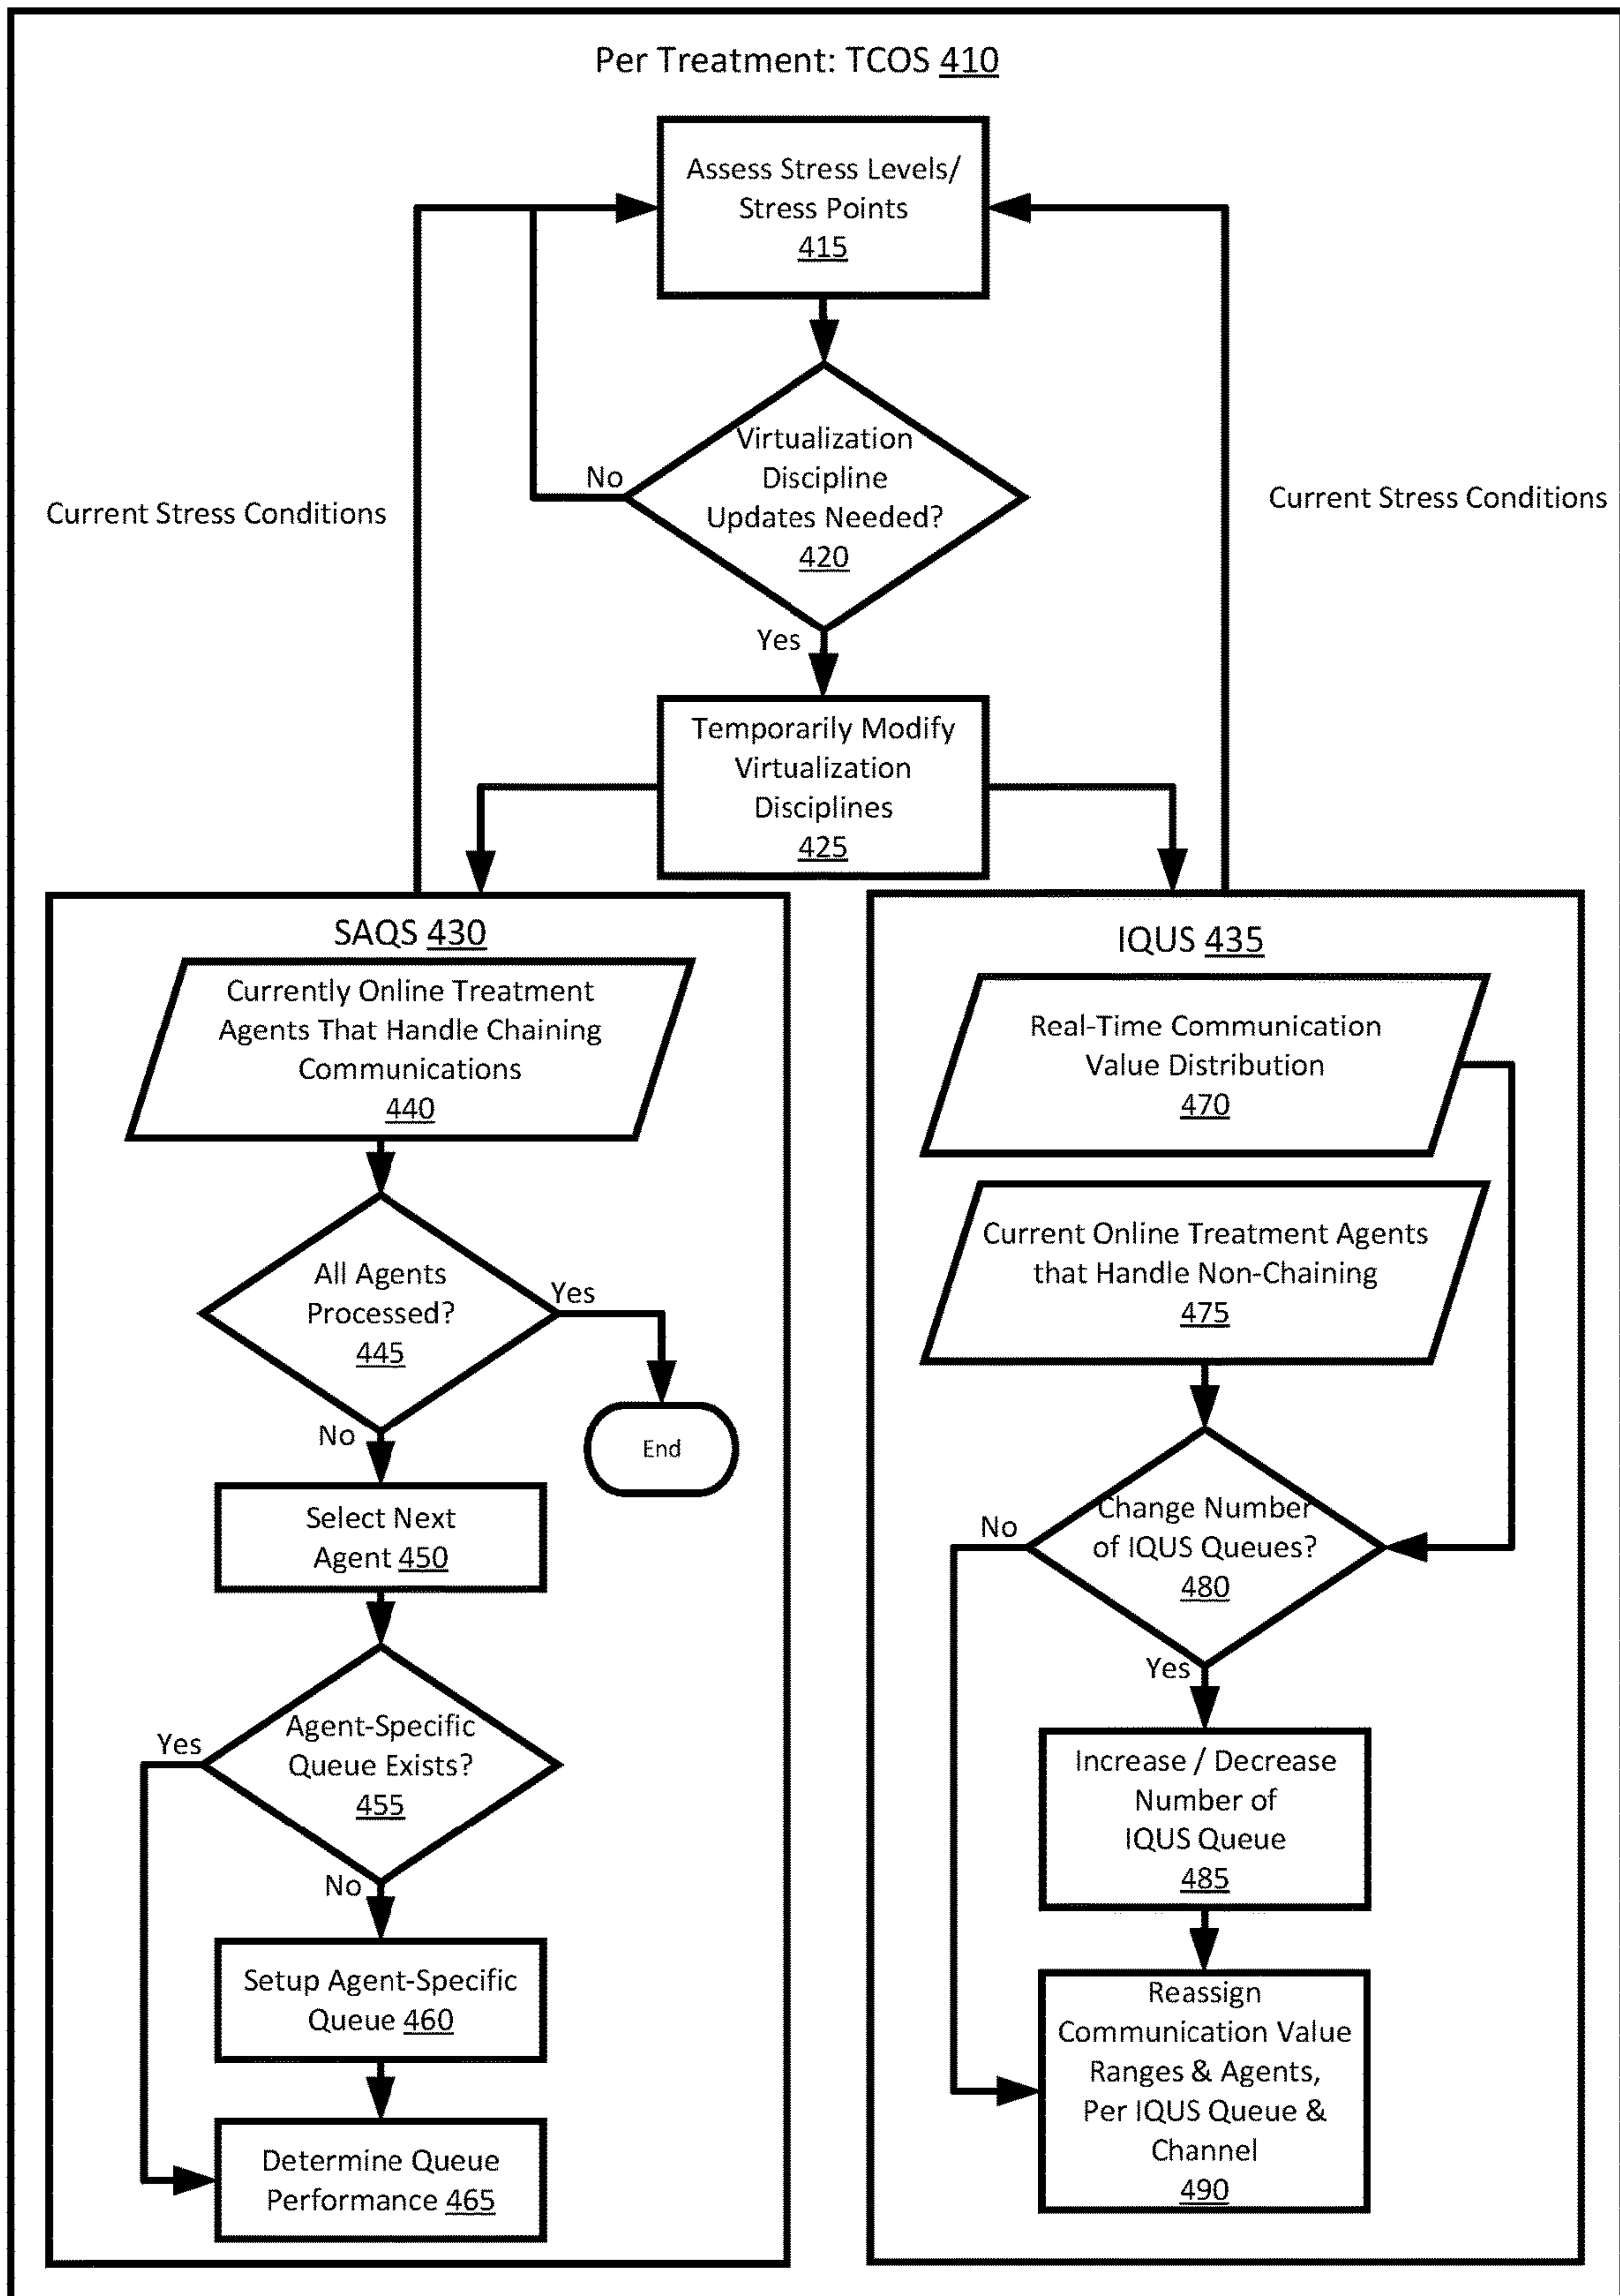 Per Treatment: TCOS 410
Assess Stress Levels/
Stress Points
415
Virtualization
Discipline
Updates Needed?
420
No
Yes
Current Stress Conditions
Current Stress Conditions
Temporarily Modify
Virtualization
Disciplines
425
SAQS 430
Currently Online Treatment
Agents That Handle Chaining
Communications
440
All Agents
Processed?
445
Yes
End
No
Select Next
Agent 450
Agent-Specific
Queue Exists?
455
Yes
No
Setup Agent-Specific
Queue 460
Determine Queue
Performance 465
IQUS 435
Real-Time Communication
Value Distribution
470
Current Online Treatment Agents
that Handle Non-Chaining
475
Change Number
of IQUS Queues?
480
No
Yes
Increase / Decrease
Number of
IQUS Queue
485
Reassign
Communication Value
Ranges & Agents,
Per IQUS Queue &
Channel
490